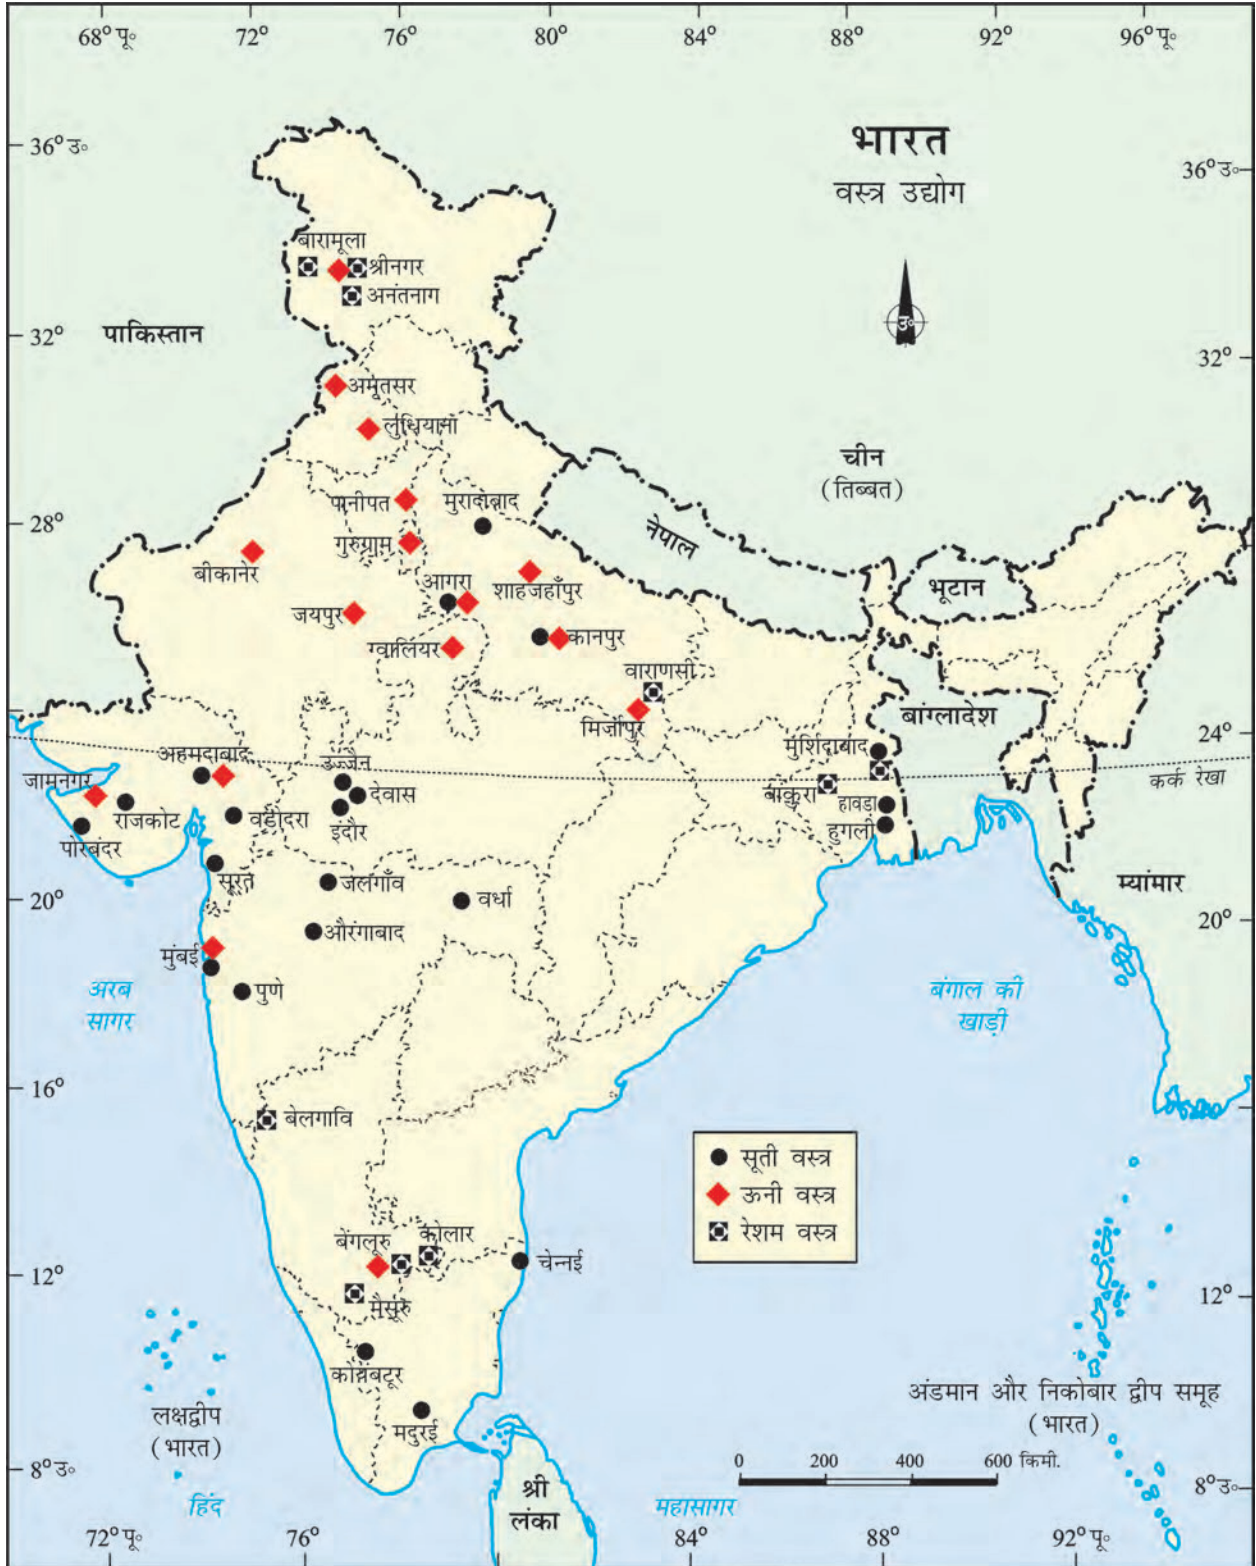 68° पू॰ 72° 76° 80° 84° 88° 92° 96° पू॰
भारत
वस्त्र उद्योग
36° उ॰
36° उ॰
उ॰
बारामूला
श्रीनगर
अनंतनाग
पाकिस्तान
32°
32°
अमृतसर
लुधियाना
चीन
(तिब्बत)
पानीपत
मुरादाबाद
28°
28°
नेपाल
गुरुग्राम
बीकानेर
आगरा
शाहजहाँपुर
भूटान
जयपुर
ग्वालियर
कानपुर
वाराणसी
मिर्जापुर
बांग्लादेश
24°
मुर्शिदाबाद
अहमदाबाद
उज्जैन
कर्क रेखा
जामनगर
देवास
बांकुरा
हावड़ा
राजकोट
वडोदरा
इंदौर
हुगली
पोरबंदर
सूरत
जलगाँव
वर्धा
म्यांमार
20°
20°
औरंगाबाद
मुंबई
पुणे
अरब
सागर
बंगाल की
खाड़ी
16°
16°
बेलगावि
सूती वस्त्र
ऊनी वस्त्र
रेशम वस्त्र
बेंगलूरु
कोलार
चेन्नई
12°
12°
मैसूरु
कोयंबटूर
मदुरई
लक्षद्वीप
(भारत)
अंडमान और निकोबार द्वीप समूह
(भारत)
0 200 400 600 किमी.
8° उ॰
8° उ॰
श्री
लंका
हिंद
महासागर
72° पू॰ 76° 84° 88° 92° पू॰